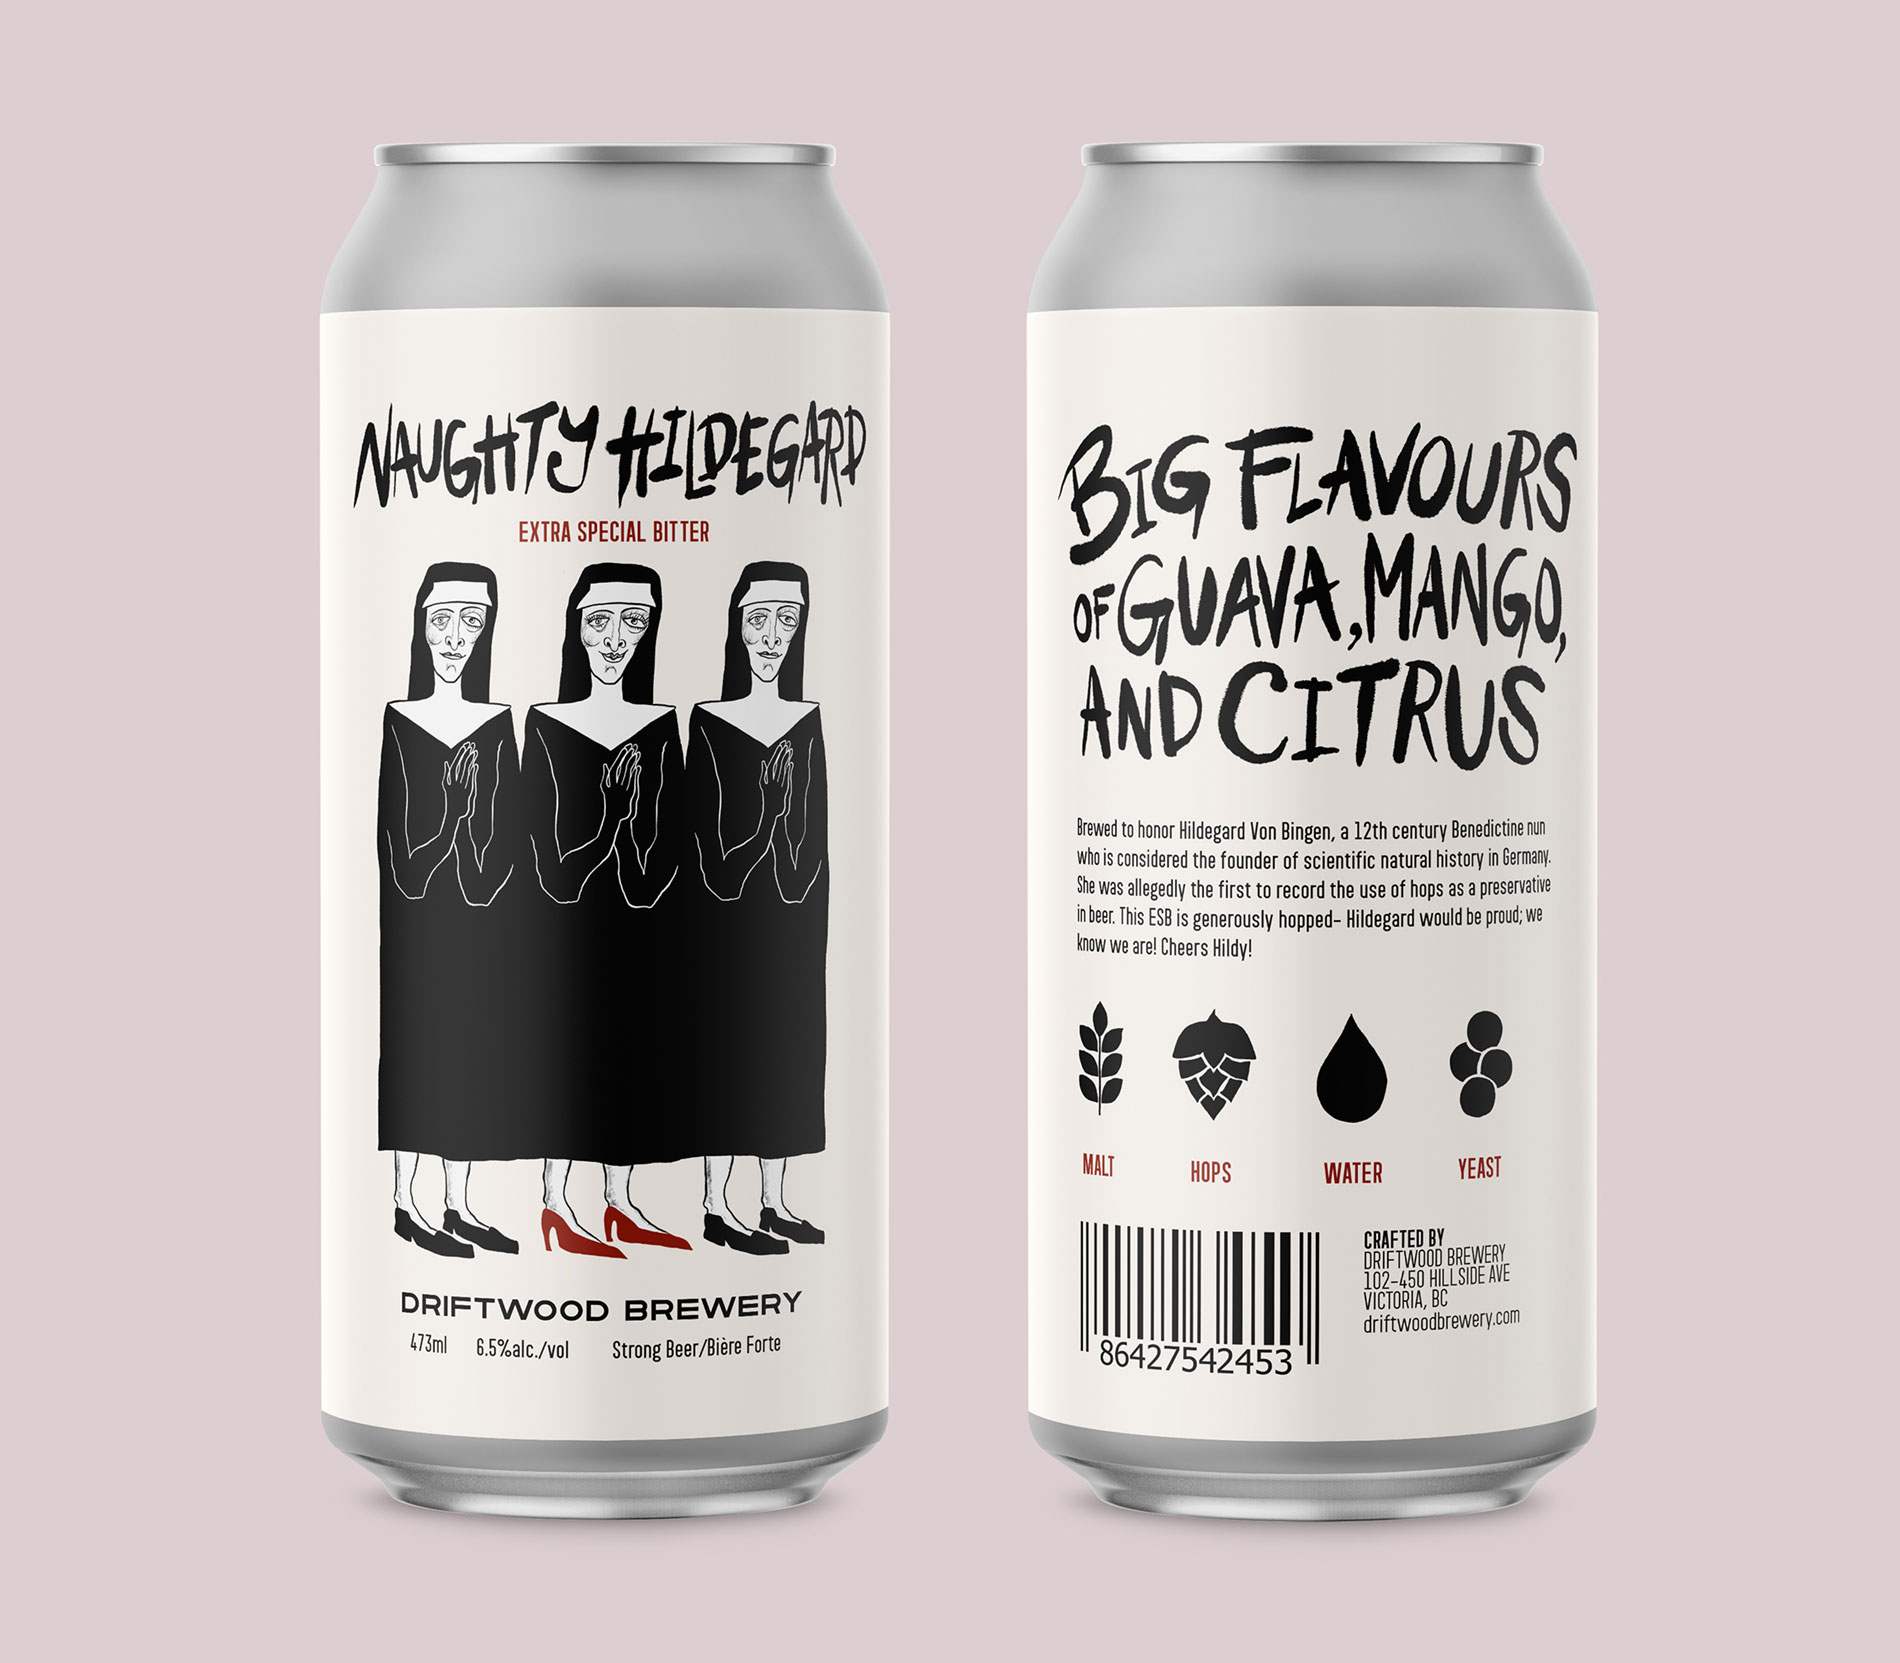 NAUGHTY HILDEGARD
EXTRA SPECIAL BITTER
DRIFTWOOD BREWERY
473ml 6.5%alc./vol Strong Beer/Bière Forte
BIG FLAVOURS
OF GUAVA, MANGO,
AND CITRUS
Brewed to honor Hildegard Von Bingen, a 12th century Benedictine nun
who is considered the founder of scientific natural history in Germany.
She was allegedly the first to record the use of hops as a preservative
in beer. This ESB is generously hopped– Hildegard would be proud; we
know we are! Cheers Hildy!
MALT HOPS WATER YEAST
86427542453
CRAFTED BY
DRIFTWOOD BREWERY
102-450 HILLSIDE AVE
VICTORIA, BC
driftwoodbrewery.com